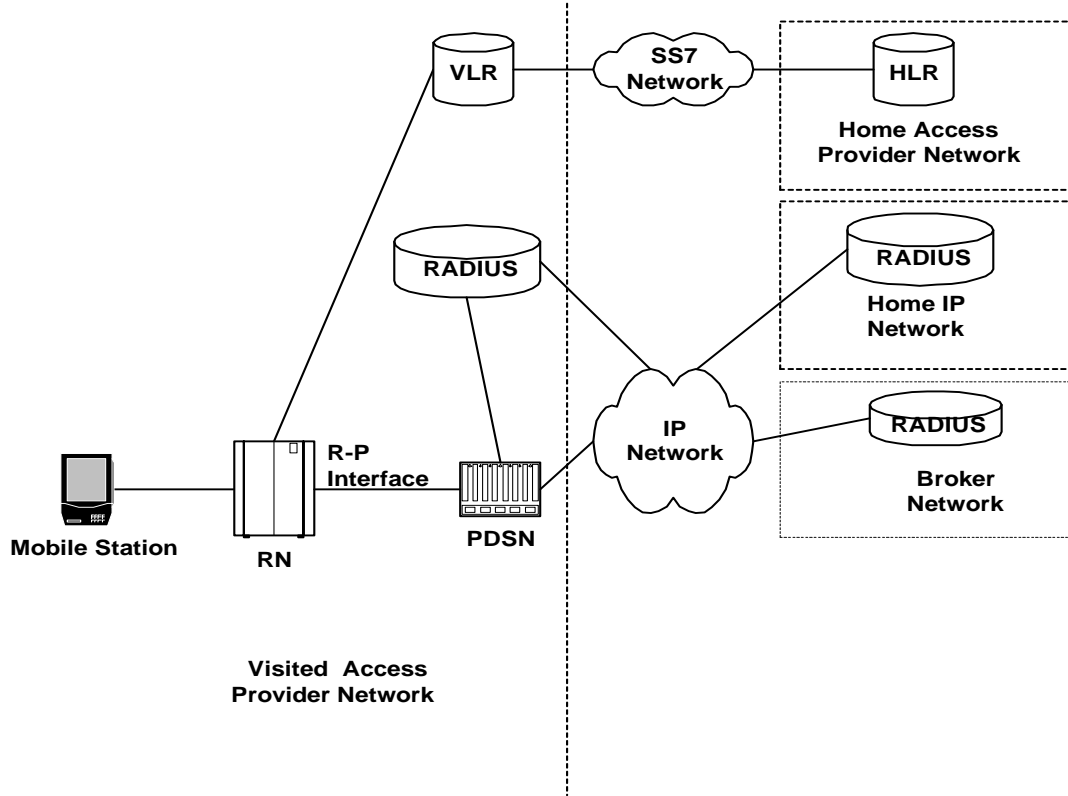 VLR
SS7
Network
HLR
Home Access
Provider Network
RADIUS
RADIUS
Home IP
Network
IP
Network
RADIUS
Broker
Network
R-P
Interface
Mobile Station
RN
PDSN
Visited Access
Provider Network